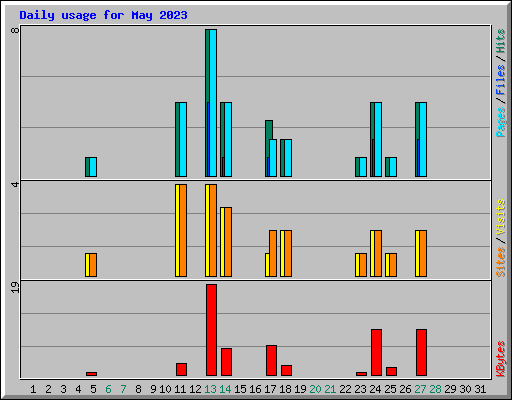 Daily usage for May 2023
8
Pages / Files / Hits
4
Sites / Visits
19
KBytes
1 2 3 4 5 6 7 8 9 10 11 12 13 14 15 16 17 18 19 20 21 22 23 24 25 26 27 28 29 30 31